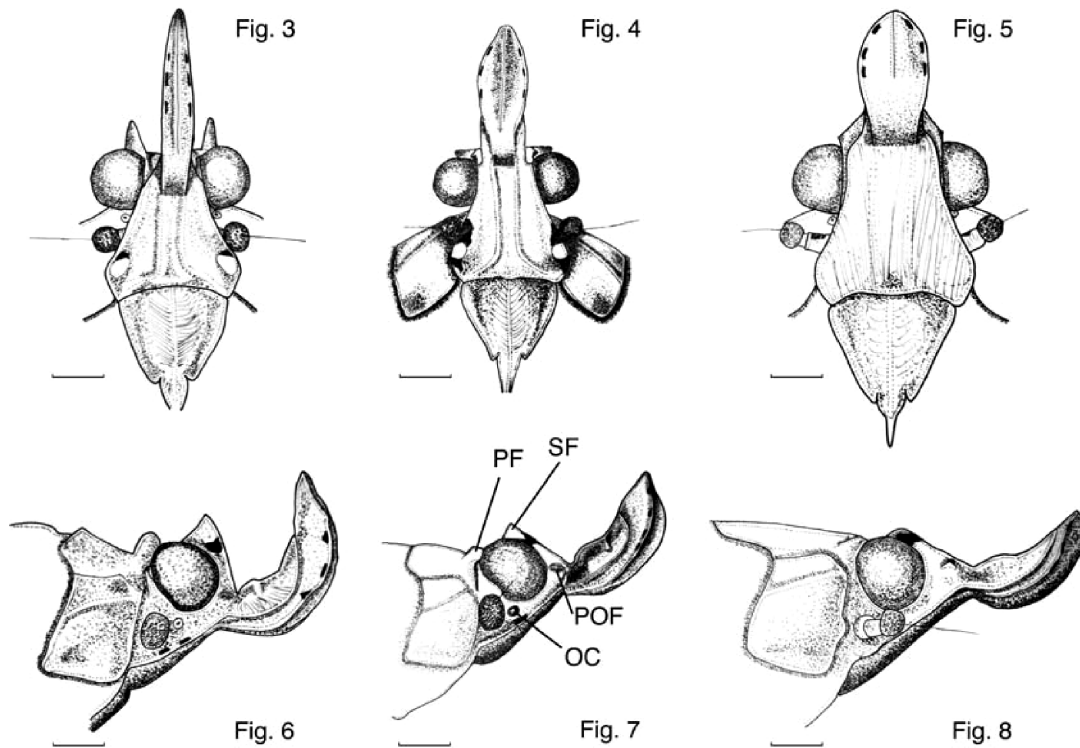 Fig. 3
Fig. 4
Fig. 5
PF
SF
POF
OC
Fig. 6
Fig. 7
Fig. 8